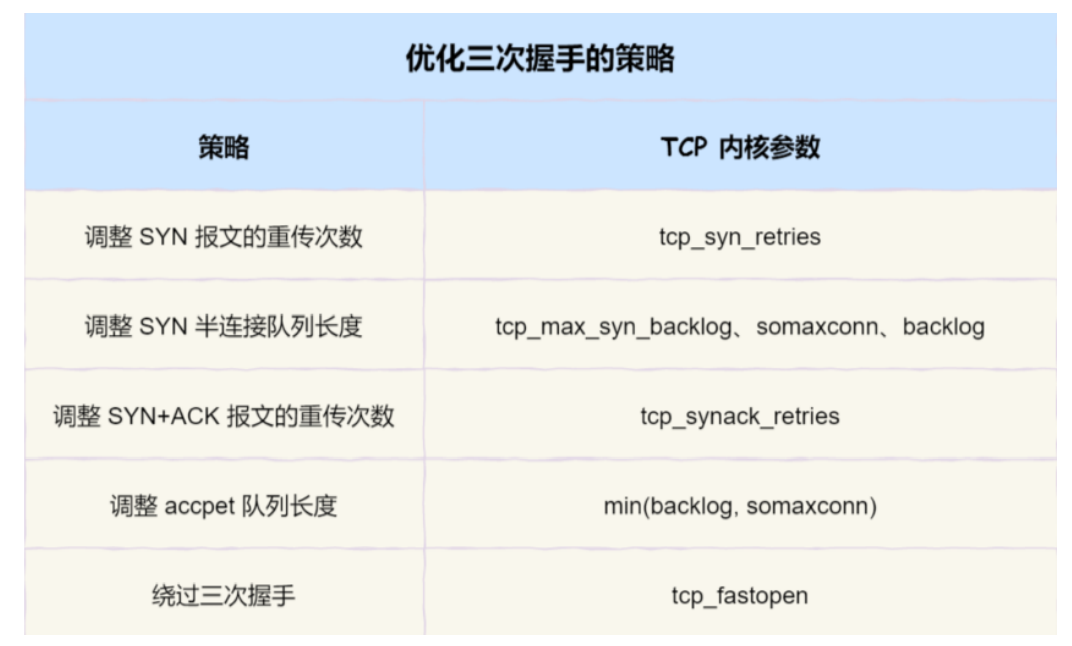 优化三次握手的策略
策略 TCP 内核参数
调整 SYN 报文的重传次数 tcp_syn_retries
调整 SYN 半连接队列长度 tcp_max_syn_backlog、somaxconn、backlog
调整 SYN+ACK 报文的重传次数 tcp_synack_retries
调整 accpet 队列长度 min(backlog, somaxconn)
绕过三次握手 tcp_fastopen